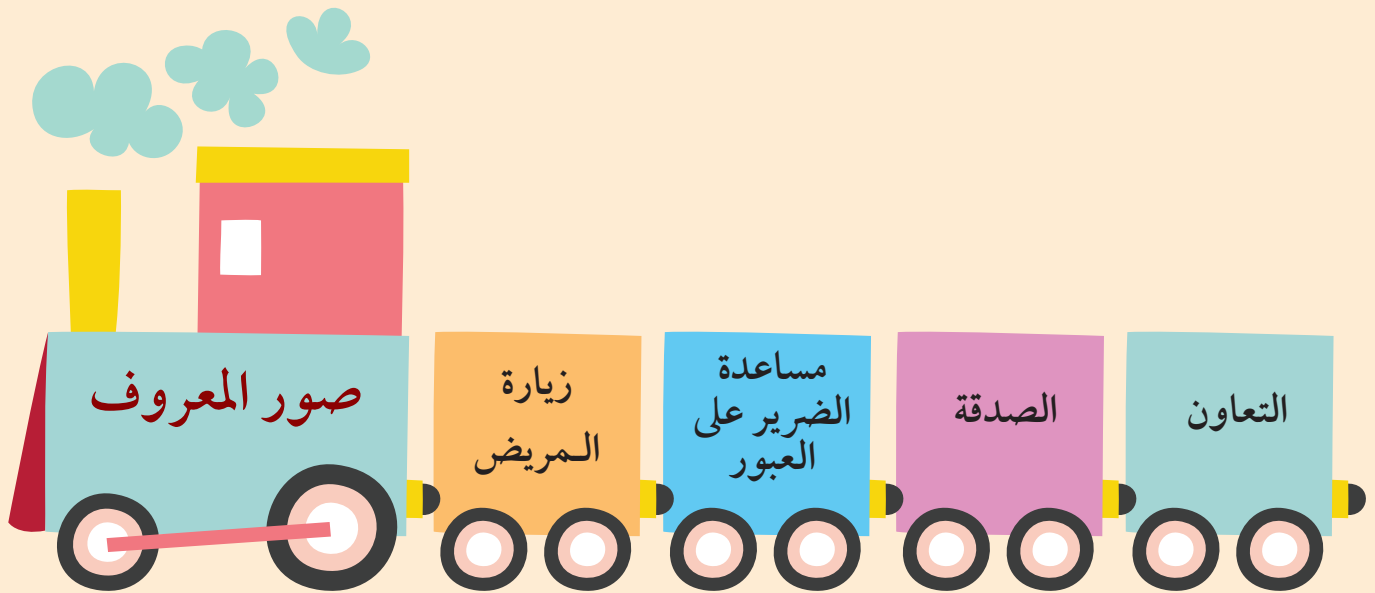 صور المعروف
زيارة
المريض
مساعدة
الضرير على
العبور
الصدقة
التعاون